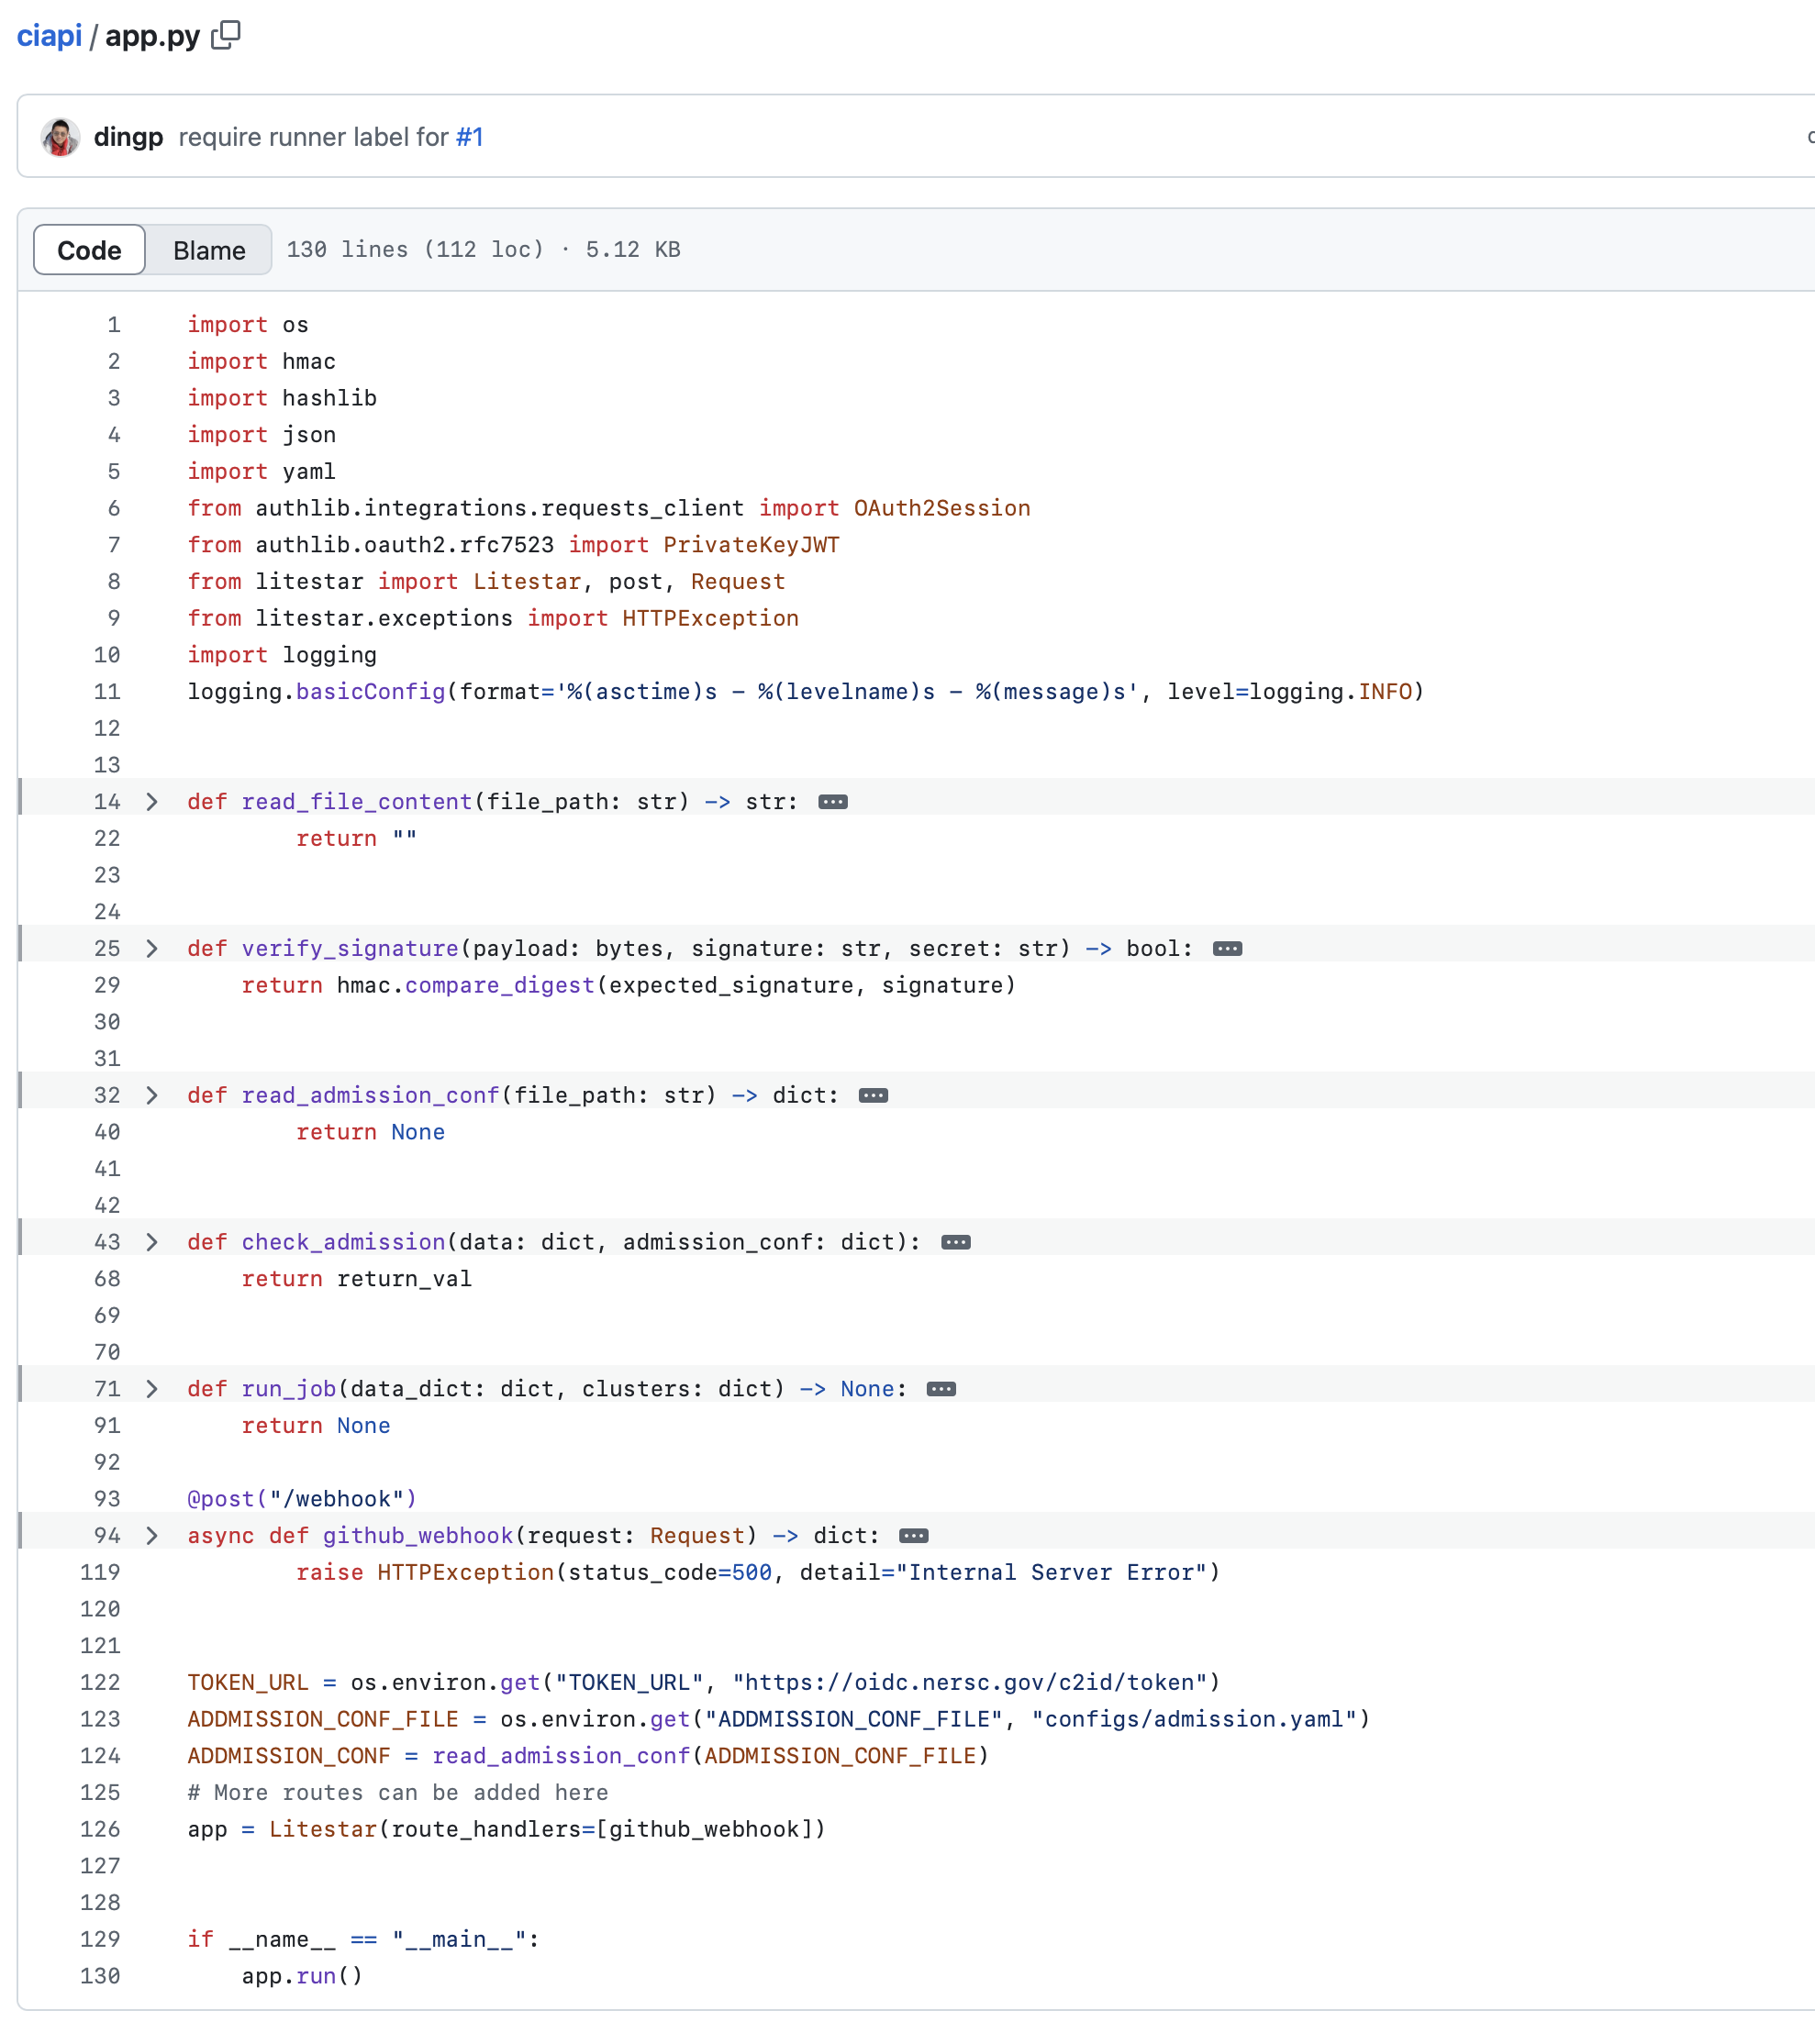 ciapi / app.py
dingp require runner label for #1
Code Blame 130 lines (112 loc) · 5.12 KB
1 import os
2 import hmac
3 import hashlib
4 import json
5 import yaml
6 from authlib.integrations.requests_client import OAuth2Session
7 from authlib.oauth2.rfc7523 import PrivateKeyJWT
8 from litestar import Litestar, post, Request
9 from litestar.exceptions import HTTPException
10 import logging
11 logging.basicConfig(format='%(asctime)s - %(levelname)s - %(message)s', level=logging.INFO)
12
13
14 def read_file_content(file_path: str) -> str: ...
22         return ""
23
24
25 def verify_signature(payload: bytes, signature: str, secret: str) -> bool: ...
29     return hmac.compare_digest(expected_signature, signature)
30
31
32 def read_admission_conf(file_path: str) -> dict: ...
40         return None
41
42
43 def check_admission(data: dict, admission_conf: dict): ...
68     return return_val
69
70
71 def run_job(data_dict: dict, clusters: dict) -> None: ...
91     return None
92
93 @post("/webhook")
94 async def github_webhook(request: Request) -> dict: ...
119         raise HTTPException(status_code=500, detail="Internal Server Error")
120
121
122 TOKEN_URL = os.environ.get("TOKEN_URL", "https://oidc.nersc.gov/c2id/token")
123 ADDMISSION_CONF_FILE = os.environ.get("ADDMISSION_CONF_FILE", "configs/admission.yaml")
124 ADDMISSION_CONF = read_admission_conf(ADDMISSION_CONF_FILE)
125 # More routes can be added here
126 app = Litestar(route_handlers=[github_webhook])
127
128
129 if __name__ == "__main__":
130     app.run()